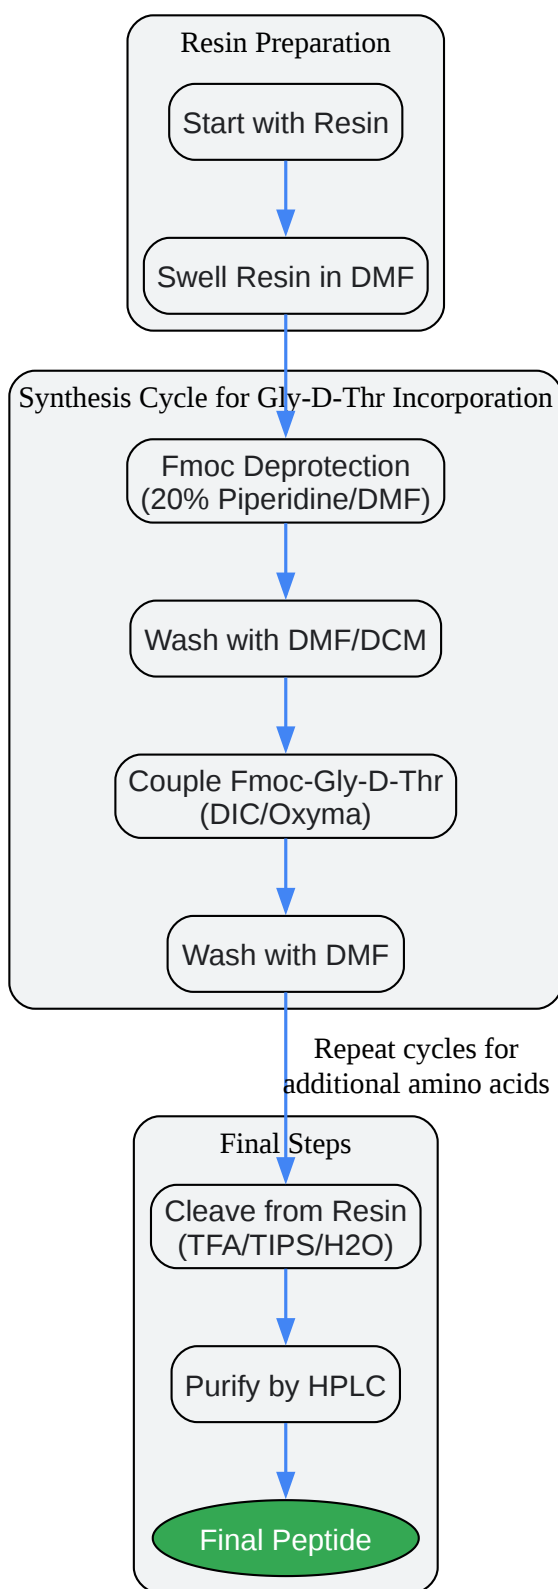 Resin Preparation
Start with Resin
Swell Resin in DMF
Synthesis Cycle for Gly-D-Thr Incorporation
Fmoc Deprotection
(20% Piperidine/DMF)
Wash with DMF/DCM
Couple Fmoc-Gly-D-Thr
(DIC/Oxyma)
Wash with DMF
Repeat cycles for
additional amino acids
Final Steps
Cleave from Resin
(TFA/TIPS/H2O)
Purify by HPLC
Final Peptide